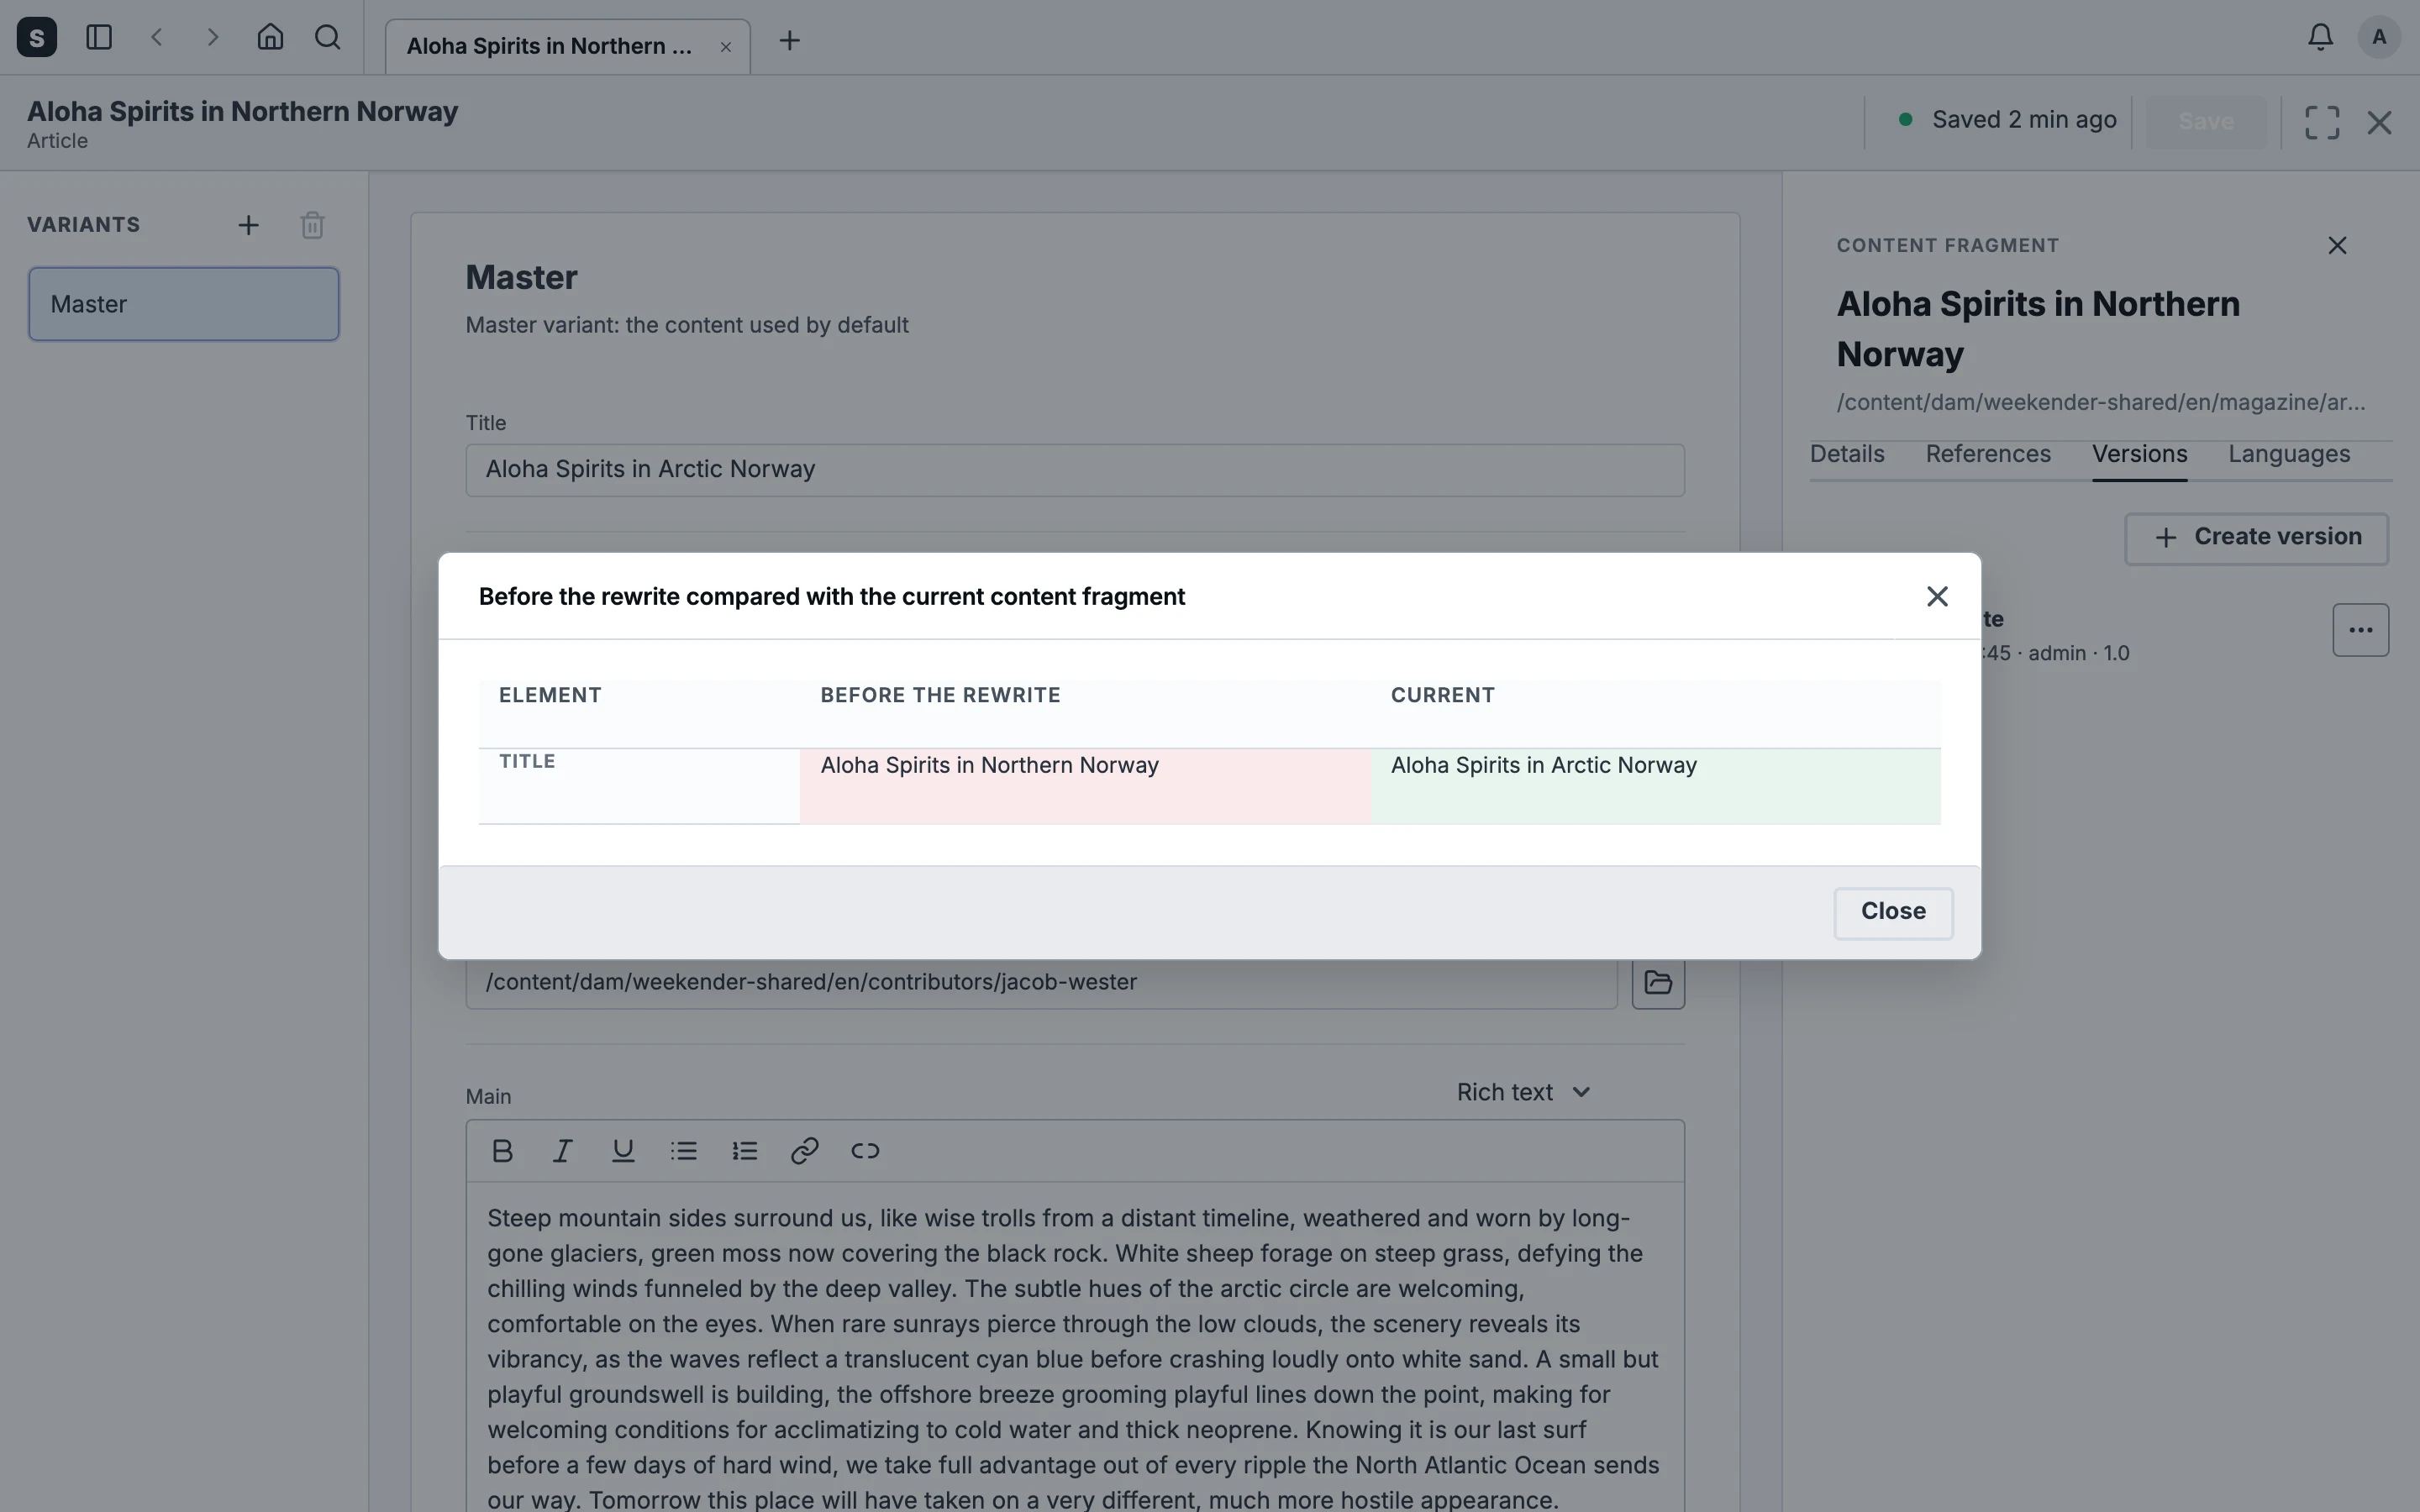 S
Aloha Spirits in Northern ...
A
Aloha Spirits in Northern Norway
Article
Saved 2 min ago
Save
VARIANTS
Master
Master
Master variant: the content used by default
Title
Aloha Spirits in Arctic Norway
CONTENT FRAGMENT
Aloha Spirits in Northern
Norway
/content/dam/weekender-shared/en/magazine/ar...
Details References Versions Languages
Create version
te
:45 · admin · 1.0
Before the rewrite compared with the current content fragment
ELEMENT BEFORE THE REWRITE CURRENT
TITLE Aloha Spirits in Northern Norway Aloha Spirits in Arctic Norway
Close
/content/dam/weekender-shared/en/contributors/jacob-wester
Main
Rich text
Steep mountain sides surround us, like wise trolls from a distant timeline, weathered and worn by long-
gone glaciers, green moss now covering the black rock. White sheep forage on steep grass, defying the
chilling winds funneled by the deep valley. The subtle hues of the arctic circle are welcoming,
comfortable on the eyes. When rare sunrays pierce through the low clouds, the scenery reveals its
vibrancy, as the waves reflect a translucent cyan blue before crashing loudly onto white sand. A small but
playful groundswell is building, the offshore breeze grooming playful lines down the point, making for
welcoming conditions for acclimatizing to cold water and thick neoprene. Knowing it is our last surf
before a few days of hard wind, we take full advantage out of every ripple the North Atlantic Ocean sends
our way. Tomorrow this place will have taken on a very different, much more hostile appearance.